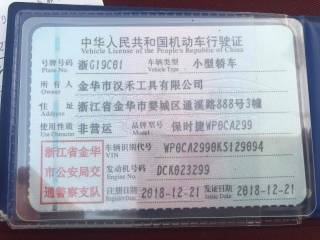 中华人民共和国机动车行驶证
Vehicle License of the People's Republic of China
号牌号码 浙G19C01 车辆类型 小型轿车
Plate No. Vehicle Type
所有人 金华市汉禾工具有限公司
Owner
住址 浙江省金华市婺城区通溪路888号3幢
Address
使用性质 非营运 品牌型号 保时捷WP0CA299
Use Character Model
浙江省金华
市公安局交
通警察支队
车辆识别代号 WP0CA2990KS129094
VIN
发动机号码 DCK023299
Engine No.
注册日期 2018-12-21 发证日期 2018-12-21
Register Date Issue Date